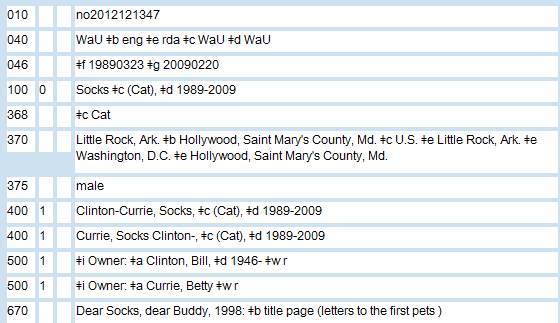 010 no2012121347
040 WaU ǂb eng ǂe rda ǂc WaU ǂd WaU
046 ǂf 19890323 ǂg 20090220
100 0 Socks ǂc (Cat), ǂd 1989-2009
368 ǂc Cat
370 Little Rock, Ark. ǂb Hollywood, Saint Mary's County, Md. ǂc U.S. ǂe Little Rock, Ark. ǂe
Washington, D.C. ǂe Hollywood, Saint Mary's County, Md.
375 male
400 1 Clinton-Currie, Socks, ǂc (Cat), ǂd 1989-2009
400 1 Currie, Socks Clinton-, ǂc (Cat), ǂd 1989-2009
500 1 ǂi Owner: ǂa Clinton, Bill, ǂd 1946- ǂw r
500 1 ǂi Owner: ǂa Currie, Betty ǂw r
670 Dear Socks, dear Buddy, 1998: ǂb title page (letters to the first pets )